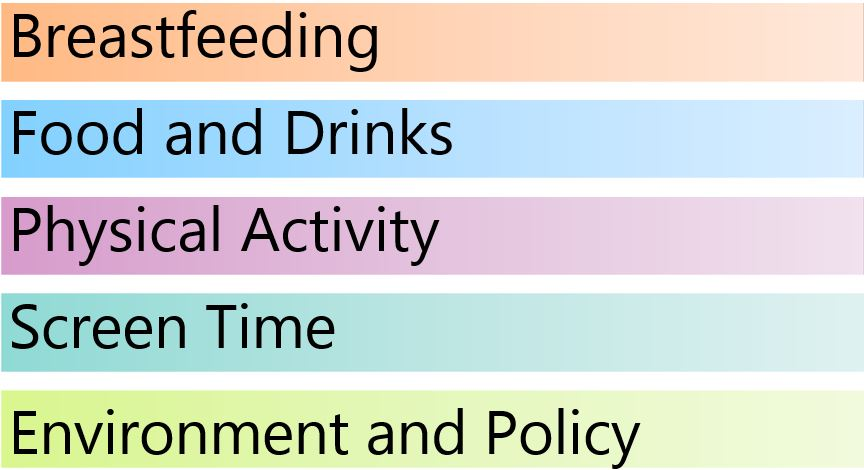 Breastfeeding
Food and Drinks
Physical Activity
Screen Time
Environment and Policy